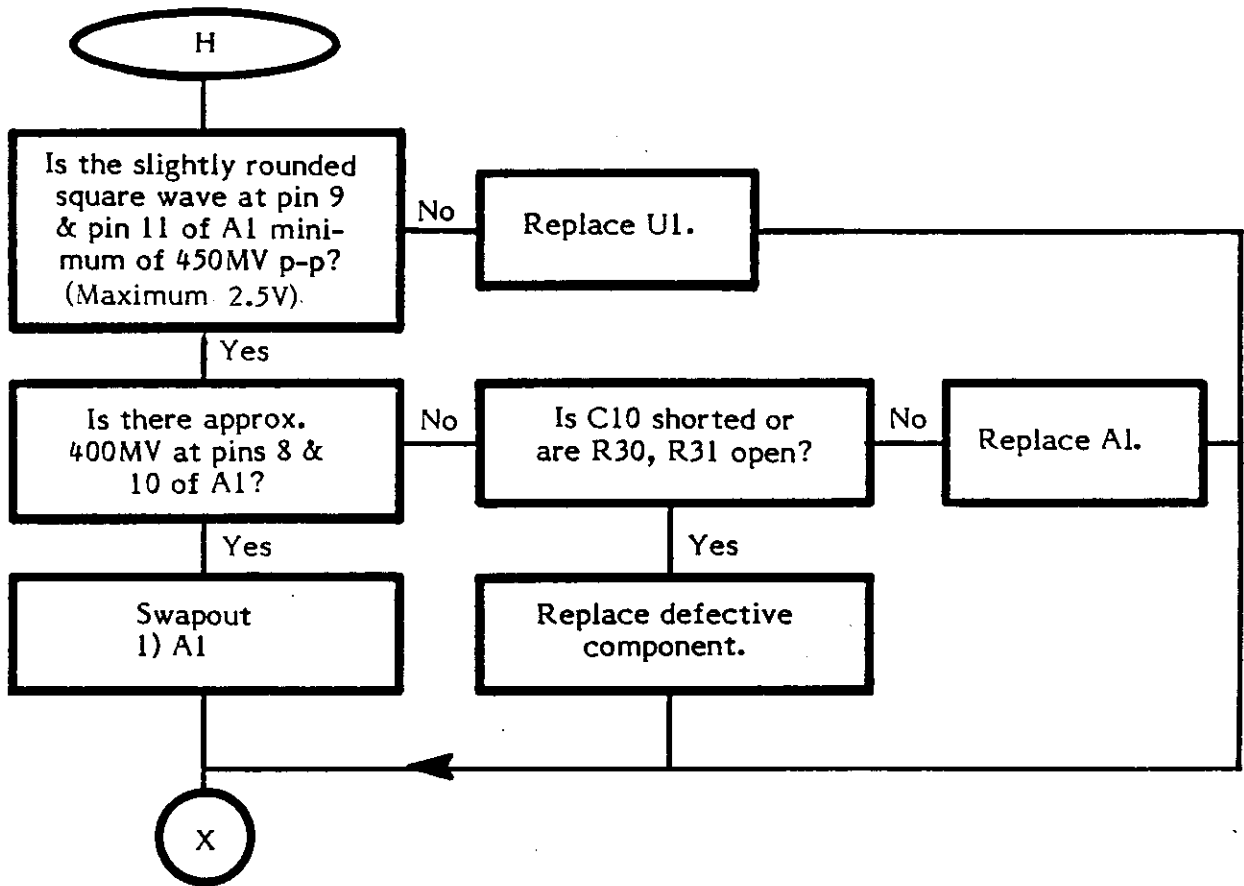 H
Is the slightly rounded
square wave at pin 9
& pin 11 of A1 mini-
mum of 450MV p-p?
(Maximum 2.5V)
No
Replace U1.
Yes
Is there approx.
400MV at pins 8 &
10 of A1?
No
Is C10 shorted or
are R30, R31 open?
No
Replace A1.
Yes
Yes
Swapout
1) A1
Replace defective
component.
X